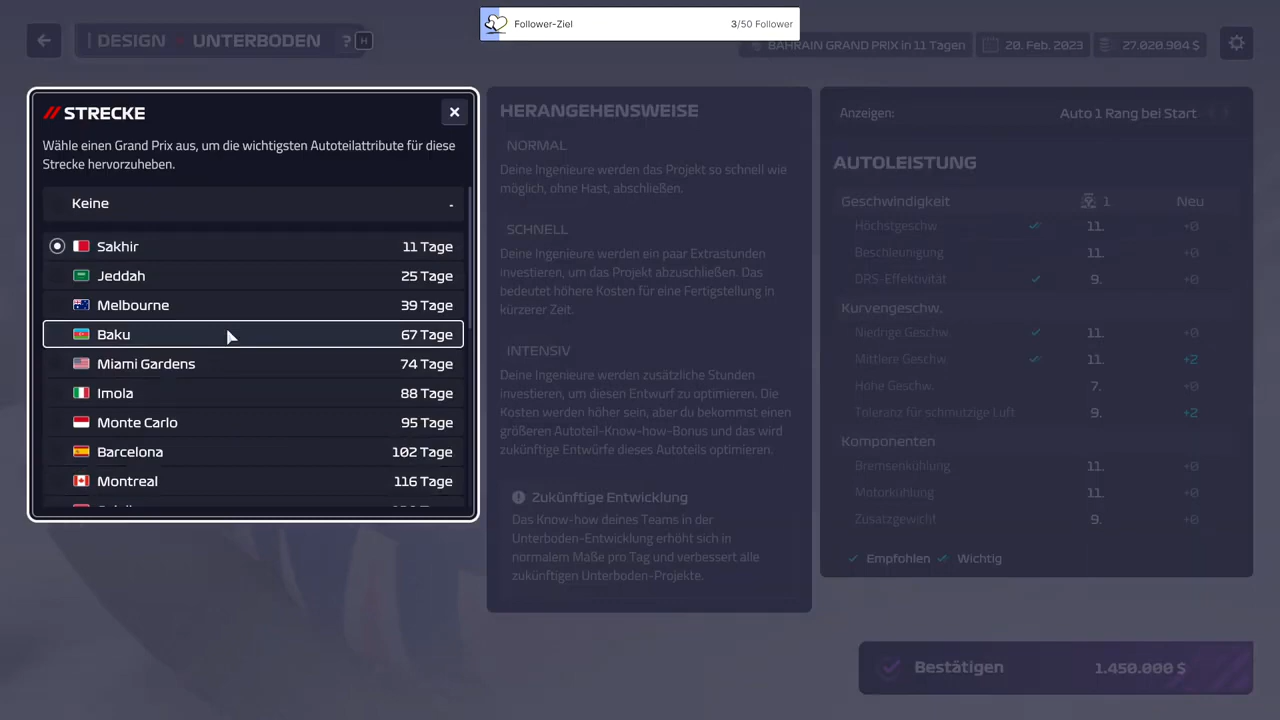 Follower-Ziel
3/50 Follower
DESIGN
UNTERBODEN
?
H
BAHRAIN GRAND PRIX in 11 Tagen
20. Feb. 2023
27.020.904 $
STRECKE
Wähle einen Grand Prix aus, um die wichtigsten Autoteilattribute für diese
Strecke hervorzuheben.
Keine -
Sakhir 11 Tage
Jeddah 25 Tage
Melbourne 39 Tage
Baku 67 Tage
Miami Gardens 74 Tage
Imola 88 Tage
Monte Carlo 95 Tage
Barcelona 102 Tage
Montreal 116 Tage
HERANGEHENSWEISE
NORMAL
Deine Ingenieure werden das Projekt so schnell wie
möglich, ohne Hast, abschließen.
SCHNELL
Deine Ingenieure werden ein paar Extrastunden
investieren, um das Projekt abzuschließen. Das
bedeutet höhere Kosten für eine Fertigstellung in
kürzerer Zeit.
INTENSIV
Deine Ingenieure werden zusätzliche Stunden
investieren, um diesen Entwurf zu optimieren. Die
Kosten werden höher sein, aber du bekommst einen
größeren Autoteil-Know-how-Bonus und das wird
zukünftige Entwürfe dieses Autoteils optimieren.
Zukünftige Entwicklung
Das Know-how deines Teams in der
Unterboden-Entwicklung erhöht sich in
normalem Maße pro Tag und verbessert alle
zukünftigen Unterboden-Projekte.
Anzeigen: Auto 1 Rang bei Start
AUTOLEISTUNG
Geschwindigkeit 1 Neu
Höchstgeschw. 11. +0
Beschleunigung 11. +0
DRS-Effektivität 9. +0
Kurvengeschw.
Niedrige Geschw. 11. +0
Mittlere Geschw. 11. +2
Hohe Geschw. 7. +0
Toleranz für schmutzige Luft 9. +2
Komponenten
Bremsenkühlung 11. +0
Motorkühlung 11. +0
Zusatzgewicht 9. +0
Empfohlen Wichtig
Bestätigen 1.450.000 $